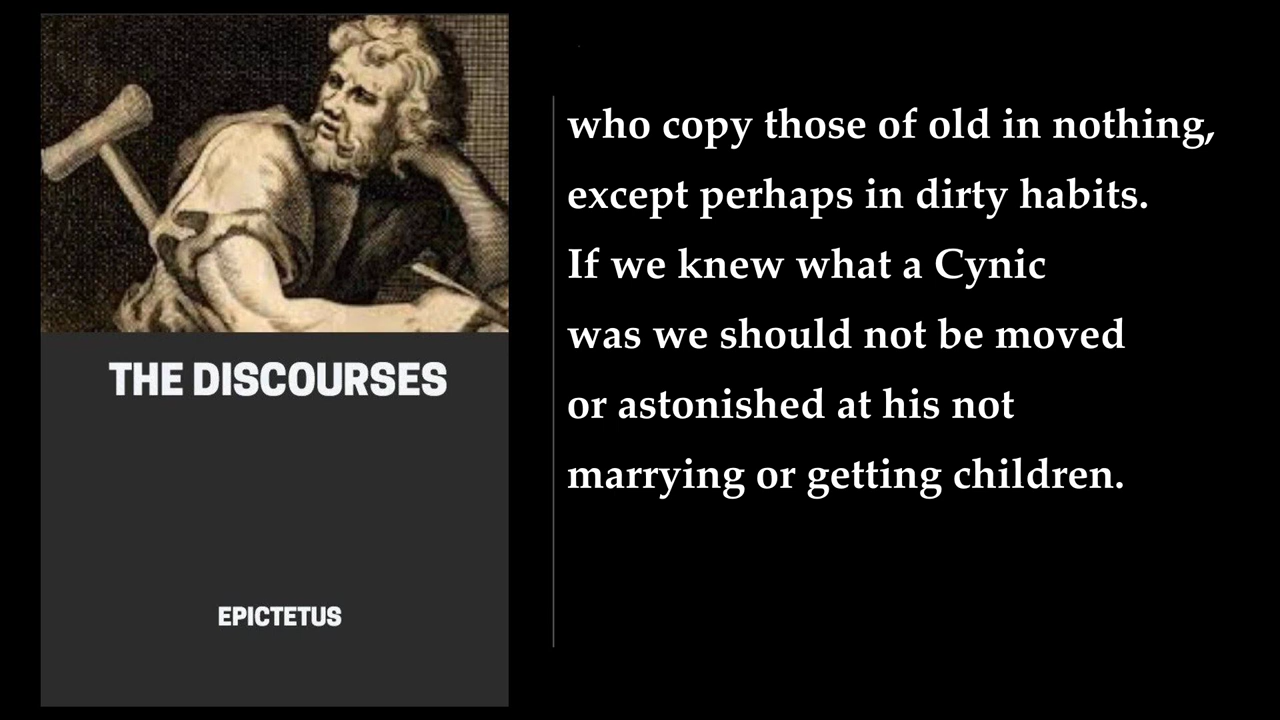 THE DISCOURSES
EPICTETUS
who copy those of old in nothing,
except perhaps in dirty habits.
If we knew what a Cynic
was we should not be moved
or astonished at his not
marrying or getting children.